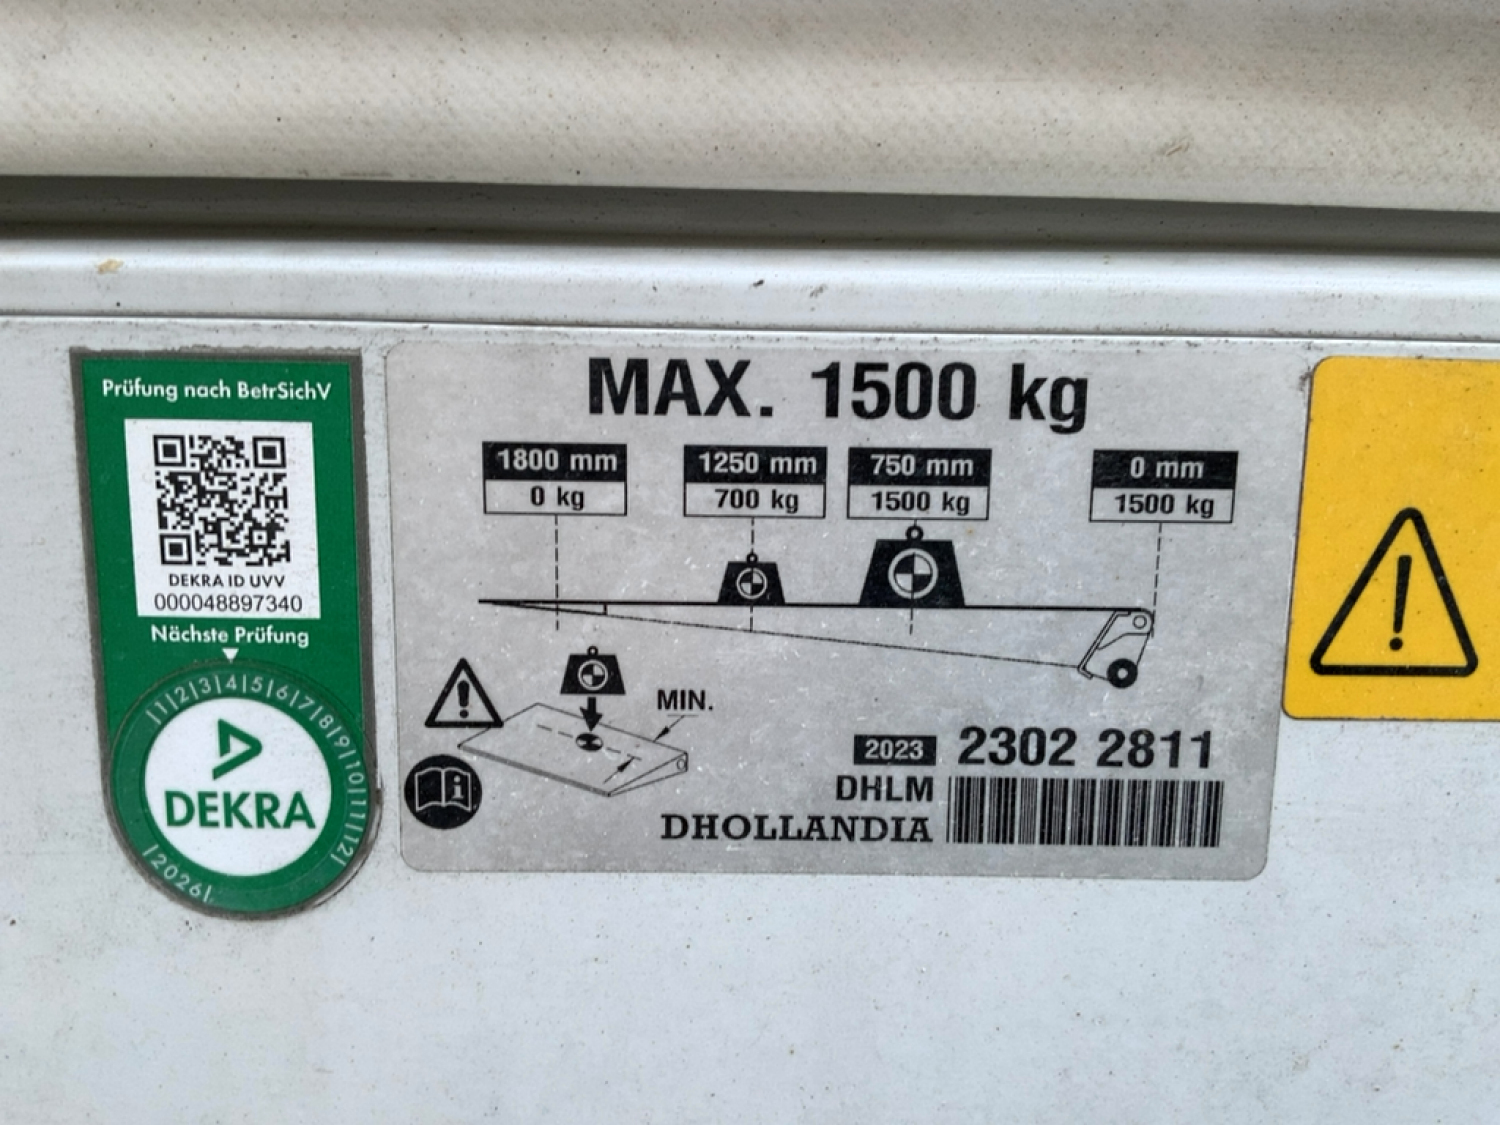 Prüfung nach BetrSichV
DEKRA ID UVV
000048897340
Nächste Prüfung
|1|2|3|4|5|6|7|8|9|10|11|12|
DEKRA
|2026|
MAX. 1500 kg
1800 mm
0 kg
1250 mm
700 kg
750 mm
1500 kg
0 mm
1500 kg
MIN.
2023 2302 2811
DHLM
DHOLLANDIA